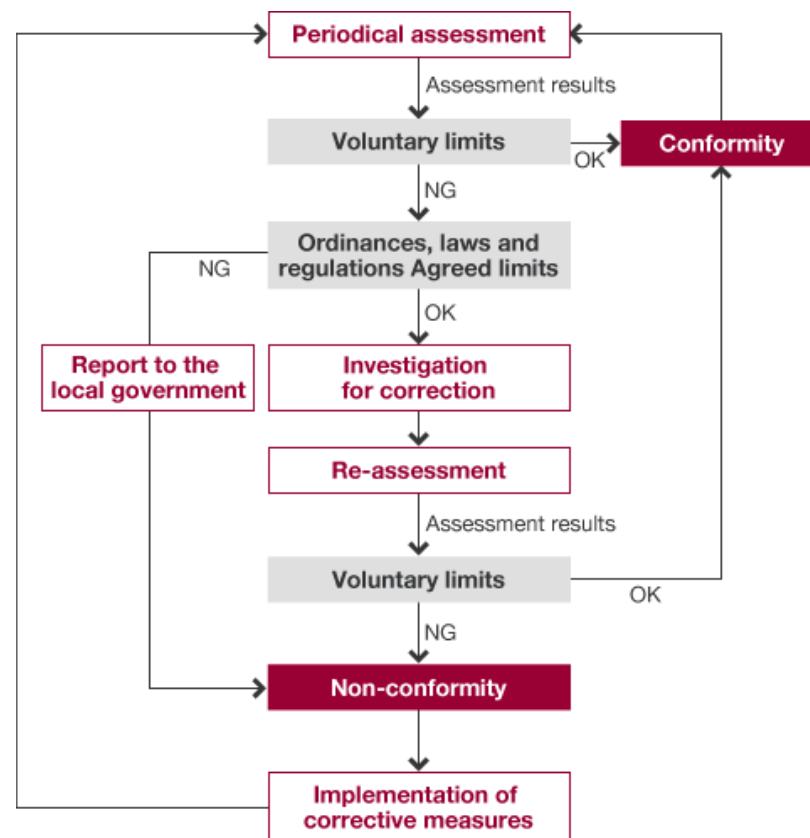 Periodical assessment
Assessment results
Voluntary limits
OK
Conformity
NG
Ordinances, laws and
regulations Agreed limits
NG
OK
Report to the
local government
Investigation
for correction
Re-assessment
Assessment results
Voluntary limits
OK
NG
Non-conformity
Implementation of
corrective measures